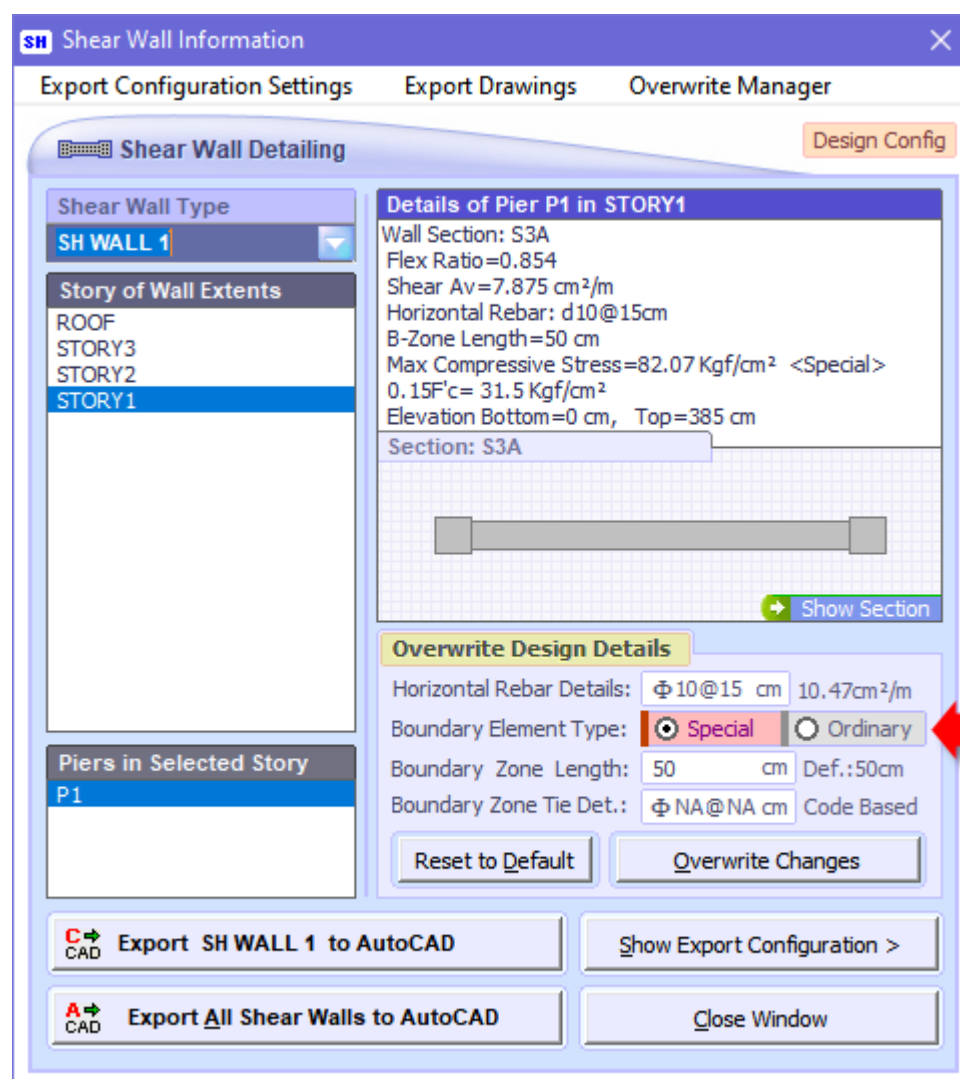 SH Shear Wall Information
Export Configuration Settings Export Drawings Overwrite Manager
Shear Wall Detailing
Design Config
Shear Wall Type
SH WALL 1
Story of Wall Extents
ROOF
STORY3
STORY2
STORY1
Piers in Selected Story
P1
Details of Pier P1 in STORY1
Wall Section: S3A
Flex Ratio=0.854
Shear Av=7.875 cm²/m
Horizontal Rebar: d10@15cm
B-Zone Length=50 cm
Max Compressive Stress=82.07 Kgf/cm² <Special>
0.15F'c= 31.5 Kgf/cm²
Elevation Bottom=0 cm, Top=385 cm
Section: S3A
Show Section
Overwrite Design Details
Horizontal Rebar Details: Φ10@15 cm 10.47cm²/m
Boundary Element Type: Special Ordinary
Boundary Zone Length: 50 cm Def.:50cm
Boundary Zone Tie Det.: Φ NA@NA cm Code Based
Reset to Default Overwrite Changes
C CAD Export SH WALL 1 to AutoCAD
Show Export Configuration >
A CAD Export All Shear Walls to AutoCAD
Close Window